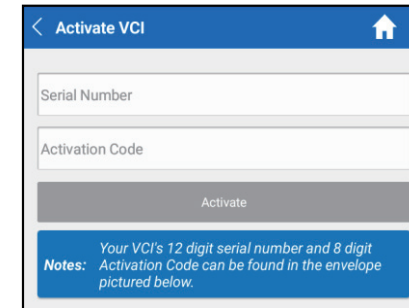 Activate VCI
Serial Number
Activation Code
Activate
Your VCI's 12 digit serial number and 8 digit
Notes: Activation Code can be found in the envelope
pictured below.